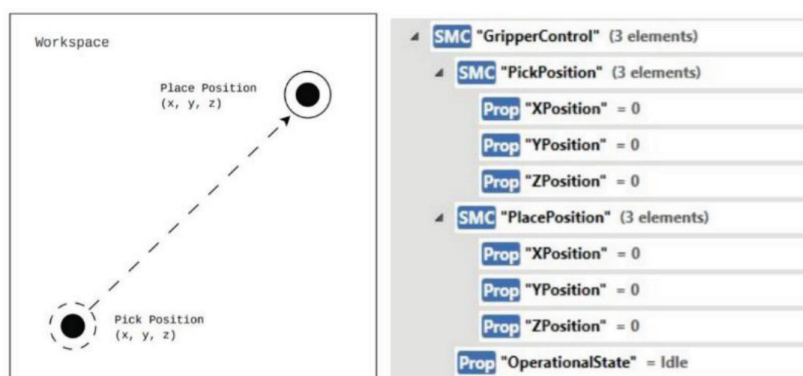 Workspace
Place Position
(x, y, z)
Pick Position
(x, y, z)
SMC "GripperControl" (3 elements)
SMC "PickPosition" (3 elements)
Prop "XPosition" = 0
Prop "YPosition" = 0
Prop "ZPosition" = 0
SMC "PlacePosition" (3 elements)
Prop "XPosition" = 0
Prop "YPosition" = 0
Prop "ZPosition" = 0
Prop "OperationalState" = Idle